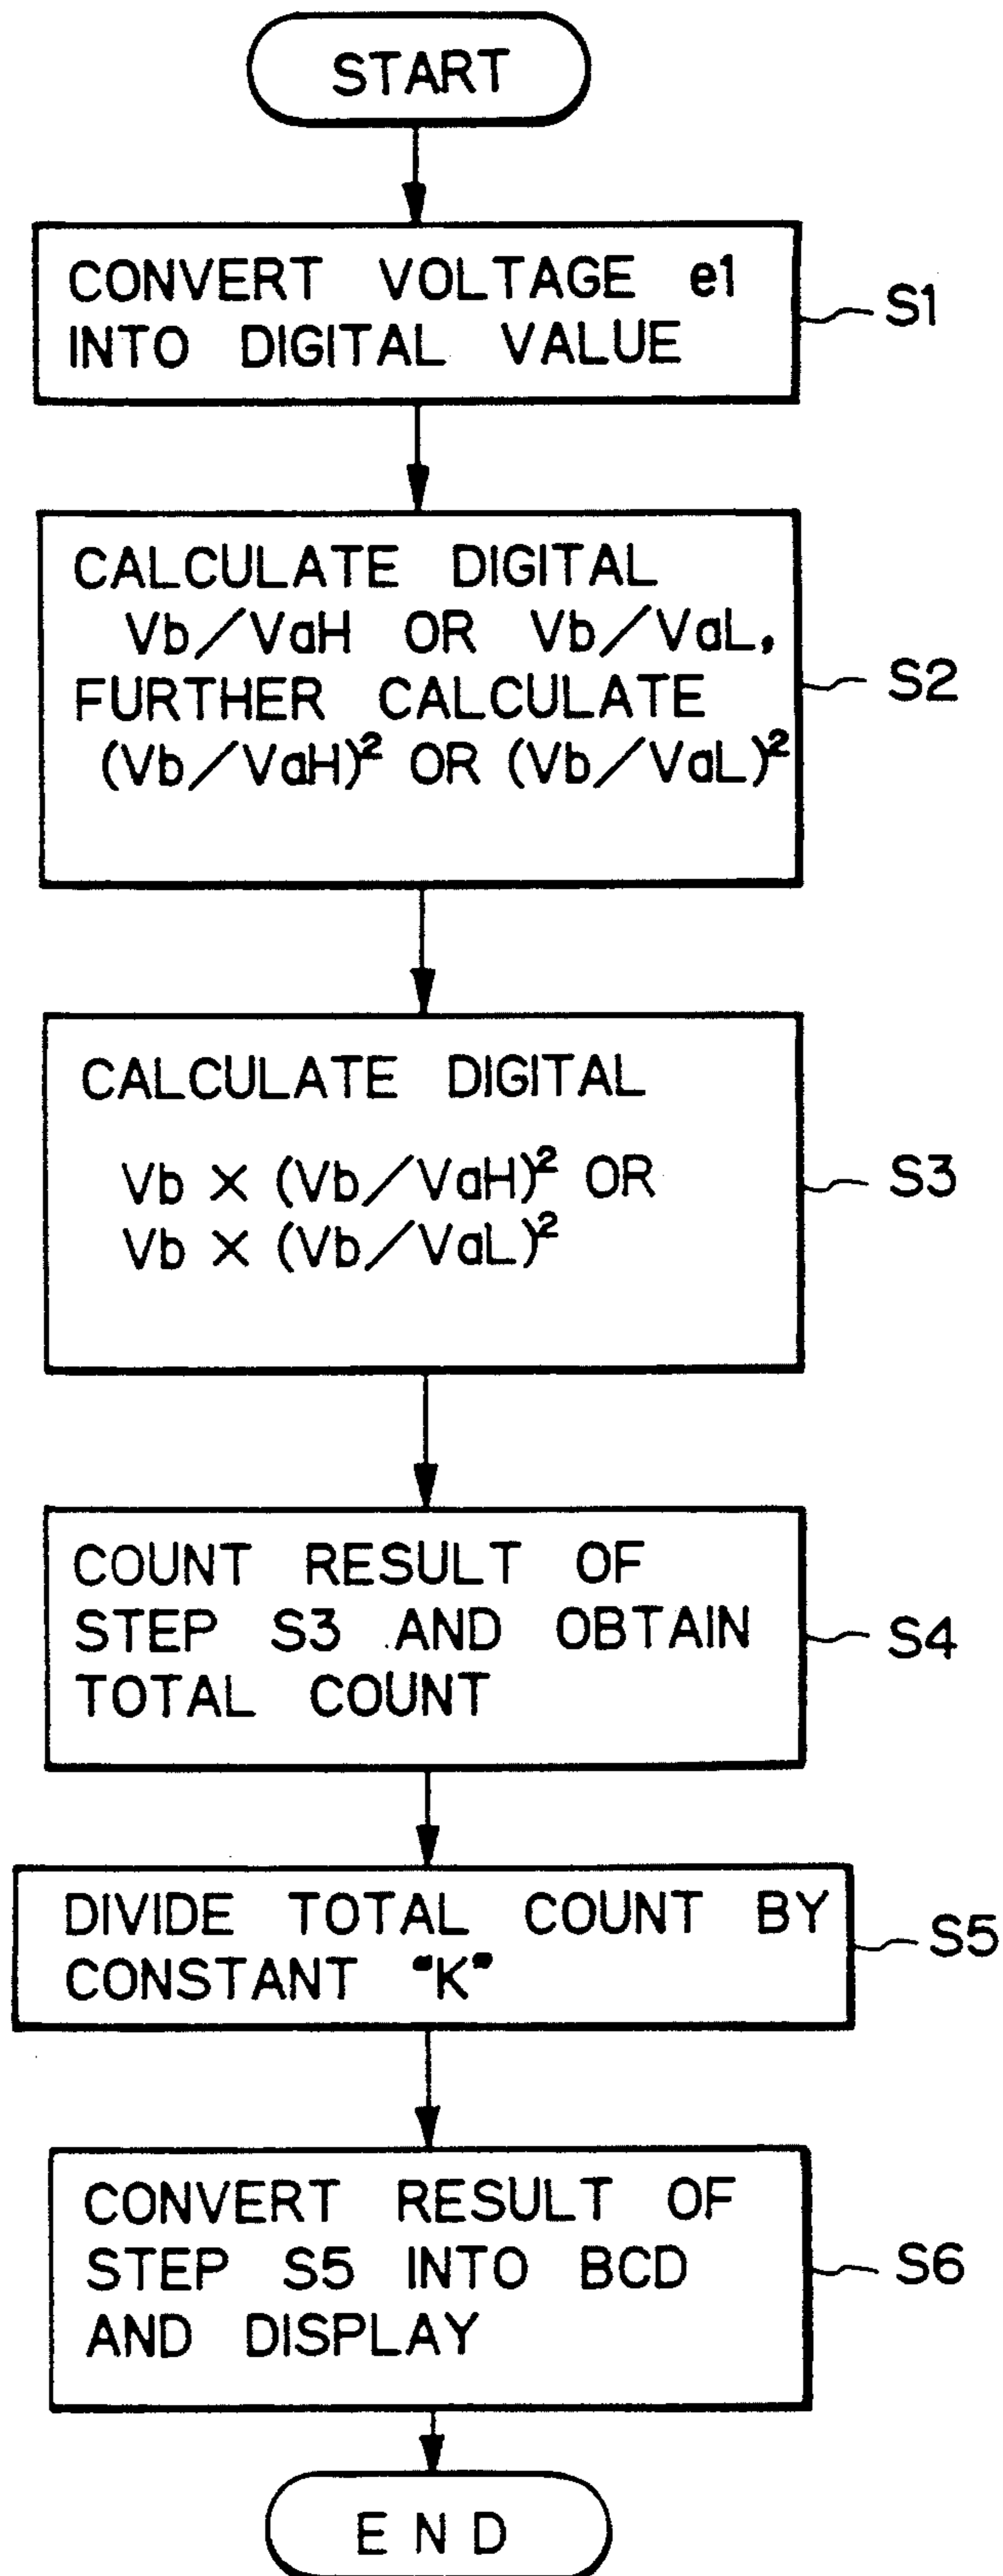 START
CONVERT VOLTAGE e1
INTO DIGITAL VALUE
S1
CALCULATE DIGITAL
Vb/VaH OR Vb/VaL,
FURTHER CALCULATE
(Vb/VaH)² OR (Vb/VaL)²
S2
CALCULATE DIGITAL
Vb × (Vb/VaH)² OR
Vb × (Vb/VaL)²
S3
COUNT RESULT OF
STEP S3 AND OBTAIN
TOTAL COUNT
S4
DIVIDE TOTAL COUNT BY
CONSTANT "K"
S5
CONVERT RESULT OF
STEP S5 INTO BCD
AND DISPLAY
S6
END